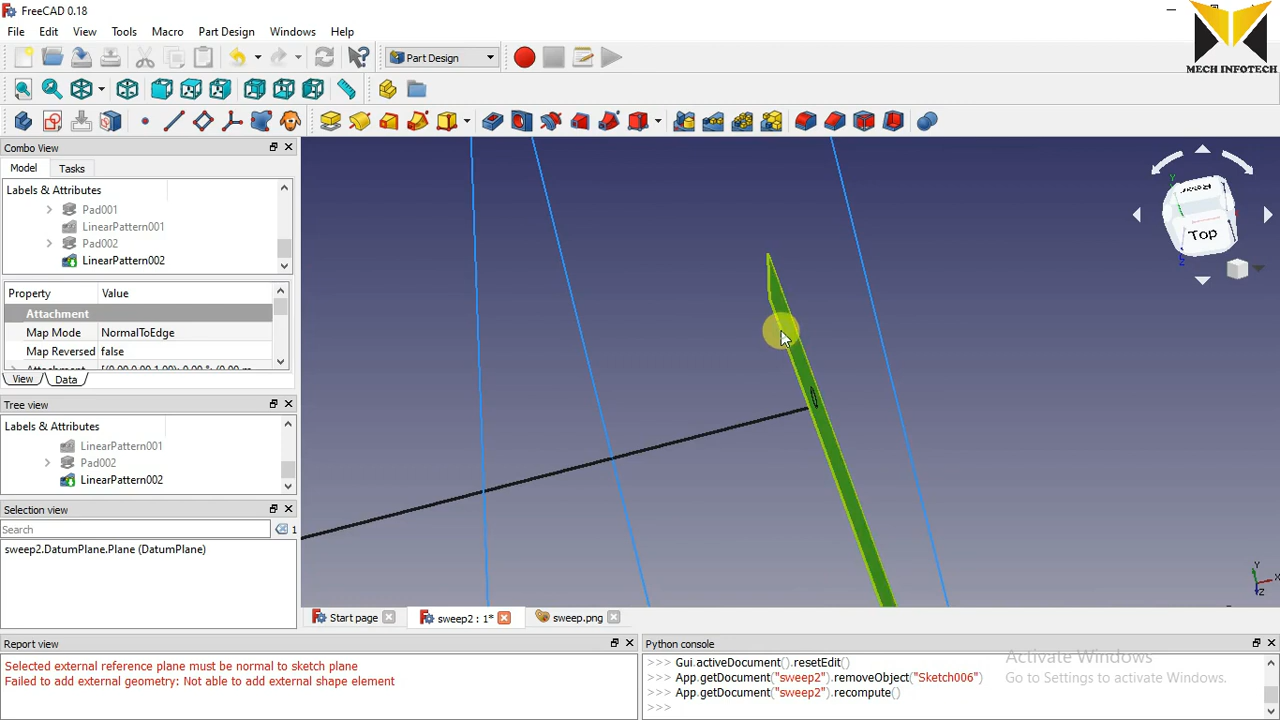 FreeCAD 0.18
File Edit View Tools Macro Part Design Windows Help
Part Design
MECH INFOTECH
Combo View
Model Tasks
Labels & Attributes
Pad001
LinearPattern001
Pad002
LinearPattern002
Property Value
Attachment
Map Mode NormalToEdge
Map Reversed false
View Data
Tree view
Labels & Attributes
LinearPattern001
Pad002
LinearPattern002
Selection view
Search 1
sweep2.DatumPlane.Plane (DatumPlane)
Top
Y
Z
Y
X
Z
Start page sweep2 : 1* sweep.png
Report view
Selected external reference plane must be normal to sketch plane
Failed to add external geometry: Not able to add external shape element
Python console
>>> Gui.activeDocument().resetEdit()
>>> App.getDocument("sweep2").removeObject("Sketch006")
>>> App.getDocument("sweep2").recompute()
>>>
Activate Windows
Go to Settings to activate Windows.